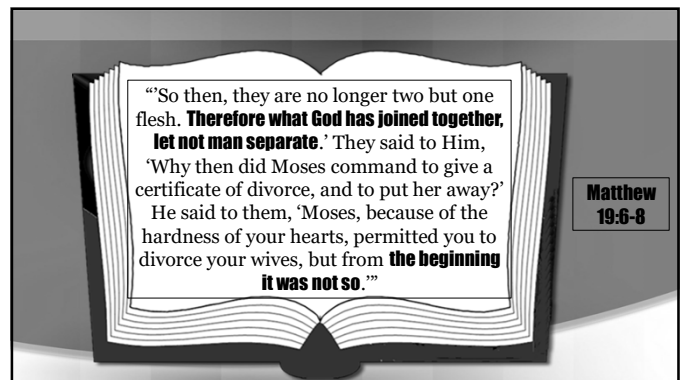 “’So then, they are no longer two but one
flesh. Therefore what God has joined together,
let not man separate.’ They said to Him,
‘Why then did Moses command to give a
certificate of divorce, and to put her away?’
He said to them, ‘Moses, because of the
hardness of your hearts, permitted you to
divorce your wives, but from the beginning
it was not so.’”
Matthew
19:6-8